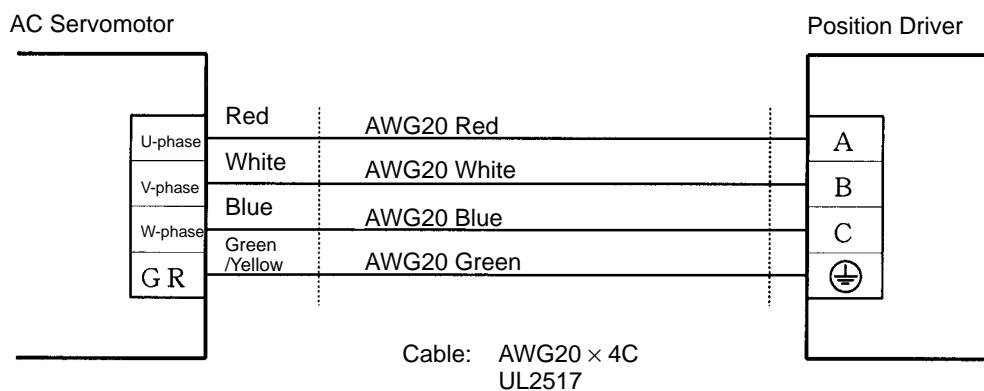 AC Servomotor
Position Driver
U-phase
Red
AWG20 Red
A
V-phase
White
AWG20 White
B
W-phase
Blue
AWG20 Blue
C
GR
Green
/Yellow
AWG20 Green
Cable: AWG20 × 4C
UL2517